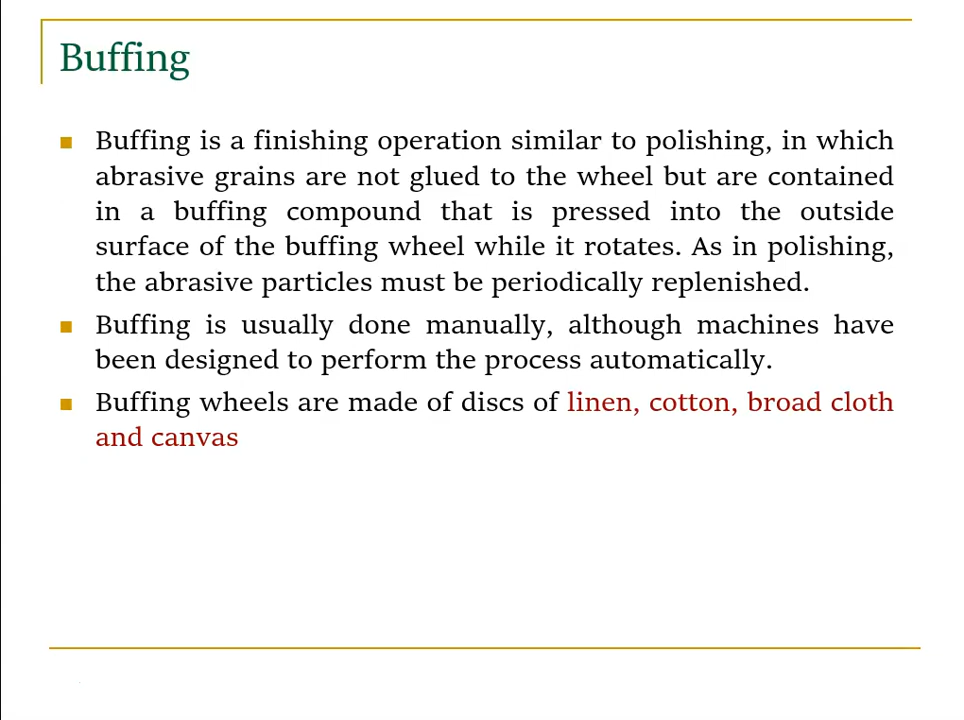 Buffing
Buffing is a finishing operation similar to polishing, in which
abrasive grains are not glued to the wheel but are contained
in a buffing compound that is pressed into the outside
surface of the buffing wheel while it rotates. As in polishing,
the abrasive particles must be periodically replenished.
Buffing is usually done manually, although machines have
been designed to perform the process automatically.
Buffing wheels are made of discs of linen, cotton, broad cloth
and canvas